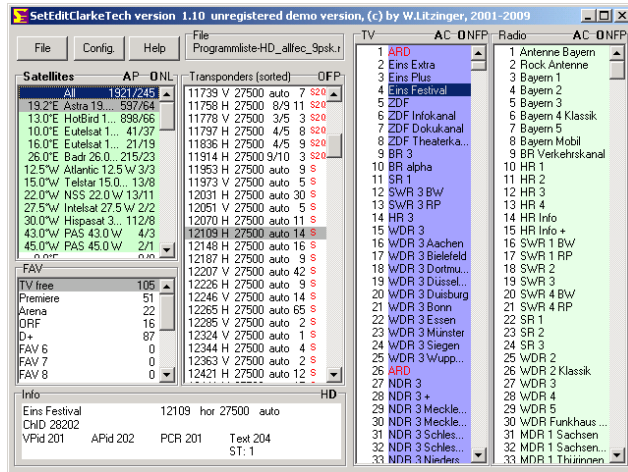 SetEditClarkeTech version 1.10 unregistered demo version, (c) by W.Litzinger, 2001-2009
File
Config.
Help
File
Programmliste-HD_allfec_9psk.r
Satellites AP ONL
All 1921/245
19.2°E Astra 19.... 597/64
13.0°E HotBird 1... 898/66
10.0°E Eutelsat 1... 41/37
16.0°E Eutelsat 1... 21/19
26.0°E Badr 26.0... 215/23
12.5°W Atlantic 12.5 W 3/3
15.0°W Telstar 15.0... 13/8
22.0°W NSS 22.0 W 13/11
27.5°W Intelsat 27.5 W 2/2
30.0°W Hispasat 3... 112/8
43.0°W PAS 43.0 W 4/3
45.0°W PAS 45.0 W 2/1
FAV
TV free 105
Premiere 51
Arena 22
ORF 16
D+ 87
FAV 6 0
FAV 7 0
FAV 8 0
Transponders (sorted) OFP
11739 V 27500 auto 7 S20
11758 H 27500 8/9 11 S20
11778 V 27500 3/5 3 S20
11797 H 27500 4/5 8 S20
11836 H 27500 4/5 9 S20
11914 H 27500 9/10 3 S20
11953 H 27500 auto 9 S
11973 V 27500 auto 5 S
12031 H 27500 auto 30 S
12051 V 27500 auto 5 S
12070 H 27500 auto 11 S
12109 H 27500 auto 14 S
12148 H 27500 auto 16 S
12187 H 27500 auto 9 S
12207 V 27500 auto 42 S
12226 H 27500 auto 9 S
12246 V 27500 auto 14 S
12265 H 27500 auto 65 S
12285 V 27500 auto 2 S
12324 V 27500 auto 1 S
12344 H 27500 auto 4 S
12363 V 27500 auto 2 S
12421 H 27500 auto 12 S
Info HD
Eins Festival 12109 hor 27500 auto
ChID 28202
VPid 201 APid 202 PCR 201 Text 204
ST: 1
TV AC ONFP
1 ARD
2 Eins Extra
3 Eins Plus
4 Eins Festival
5 ZDF
6 ZDF Infokanal
7 ZDF Dokukanal
8 ZDF Theaterka...
9 BR 3
10 BR alpha
11 SR 1
12 SWR 3 BW
13 SWR 3 RP
14 HR 3
15 WDR 3
16 WDR 3 Aachen
17 WDR 3 Bielefeld
18 WDR 3 Dortmu...
19 WDR 3 Düssel...
20 WDR 3 Duisburg
21 WDR 3 Bonn
22 WDR 3 Essen
23 WDR 3 Münster
24 WDR 3 Siegen
25 WDR 3 Wupp...
26 ARD
27 NDR 3
28 NDR 3 +
29 NDR 3 Meckle...
30 NDR 3 Meckle...
31 NDR 3 Schles...
32 NDR 3 Schles...
33 NDR 3 Nieders
Radio AC ONFP
1 Antenne Bayern
2 Rock Antenne
3 Bayern 1
4 Bayern 2
5 Bayern 3
6 Bayern 4 Klassik
7 Bayern 5
8 Bayern Mobil
9 BR Verkehrskanal
10 HR 1
11 HR 2
12 HR 3
13 HR 4
14 HR Info
15 HR Info +
16 SWR 1 BW
17 SWR 1 RP
18 SWR 2
19 SWR 3
20 SWR 4 BW
21 SWR 4 RP
22 SR 1
23 SR 2
24 SR 3
25 WDR 2
26 WDR 2 Klassik
27 WDR 3
28 WDR 4
29 WDR 5
30 WDR Funkhaus ...
31 MDR 1 Sachsen
32 MDR 1 Sachsen...
33 MDR 1 Thüringen